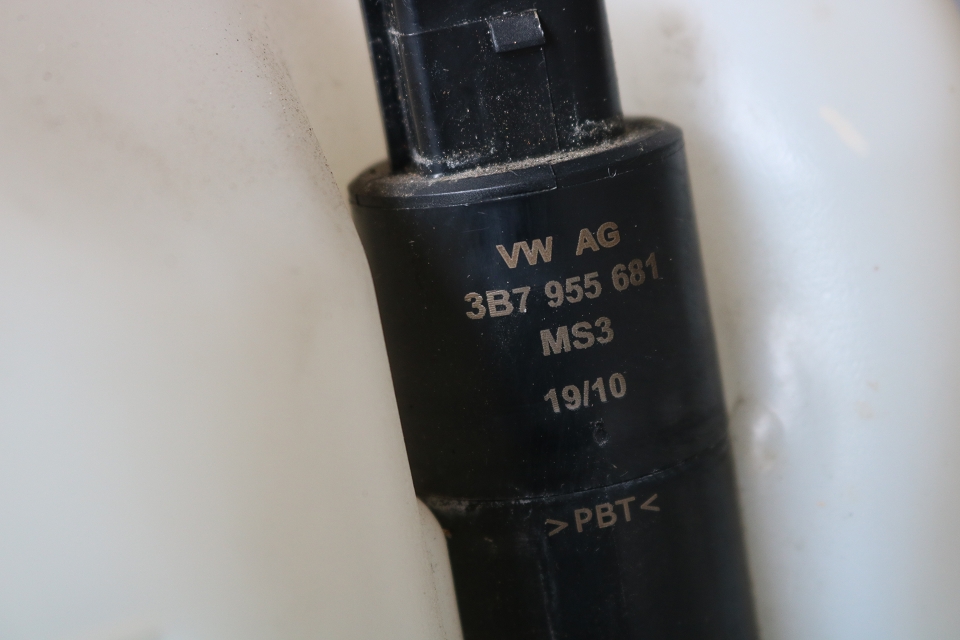 VW AG
3B7 955 681
MS3
19/10
>PBT<